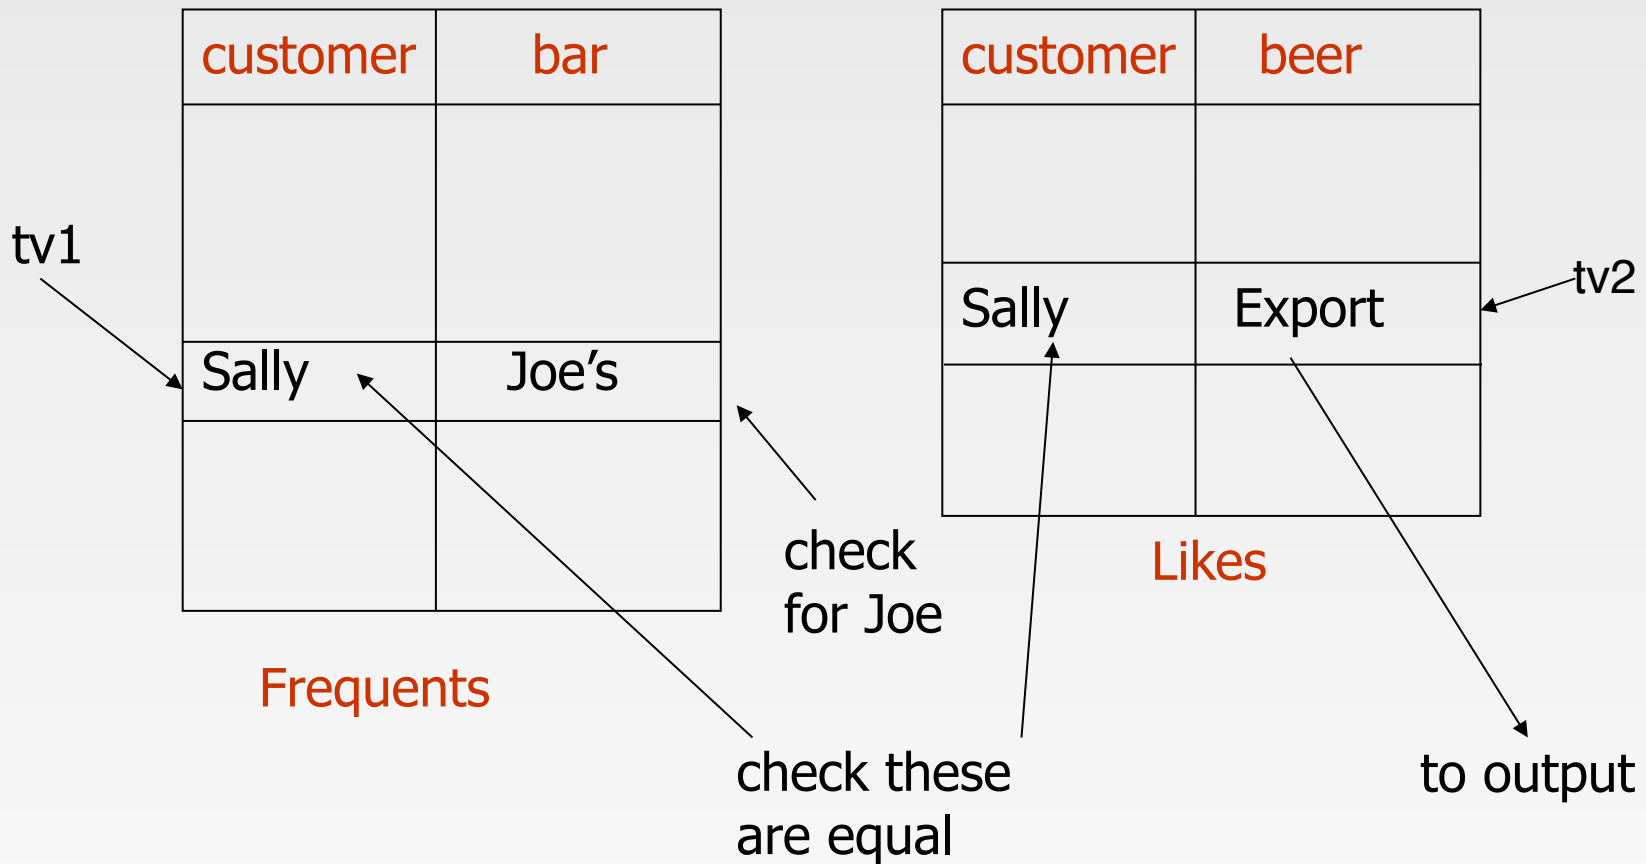 customer bar
tv1
Sally Joe’s
Frequents
check
for Joe
check these
are equal
customer beer
Sally Export
tv2
Likes
to output